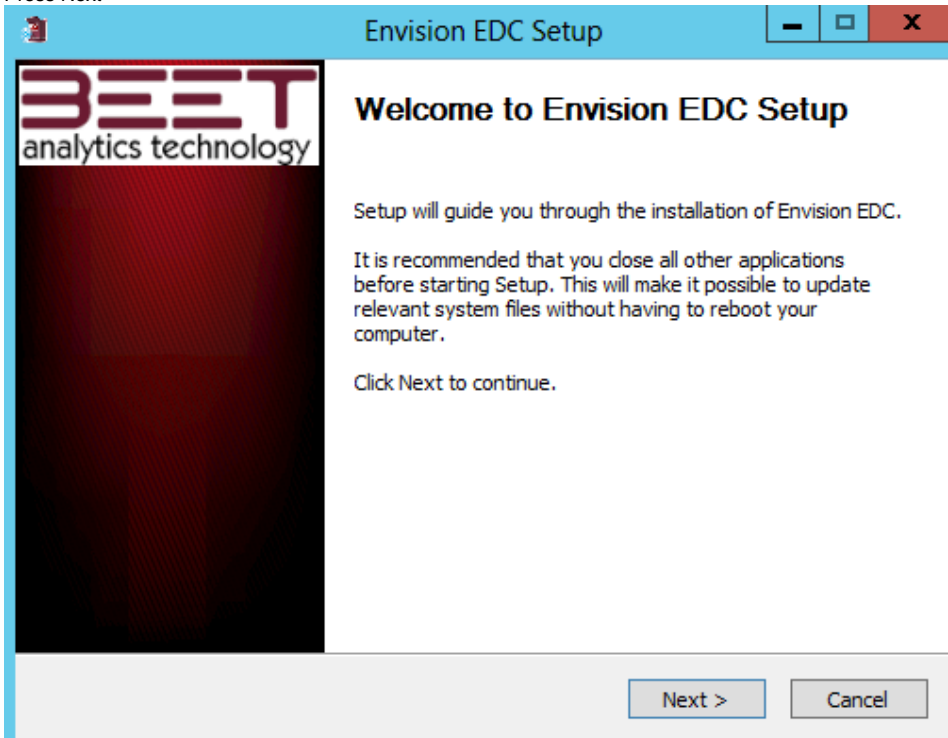 Press Next
Envision EDC Setup
BEET
analytics technology
Welcome to Envision EDC Setup
Setup will guide you through the installation of Envision EDC.
It is recommended that you close all other applications
before starting Setup. This will make it possible to update
relevant system files without having to reboot your
computer.
Click Next to continue.
Next >
Cancel